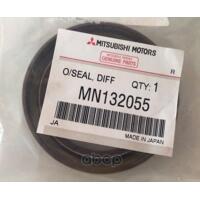 MITSUBISHI MOTORS
GENUINE
PARTS
O/SEAL, DIFF QTY: 1
R
MN132055
JA
MADE IN JAPAN